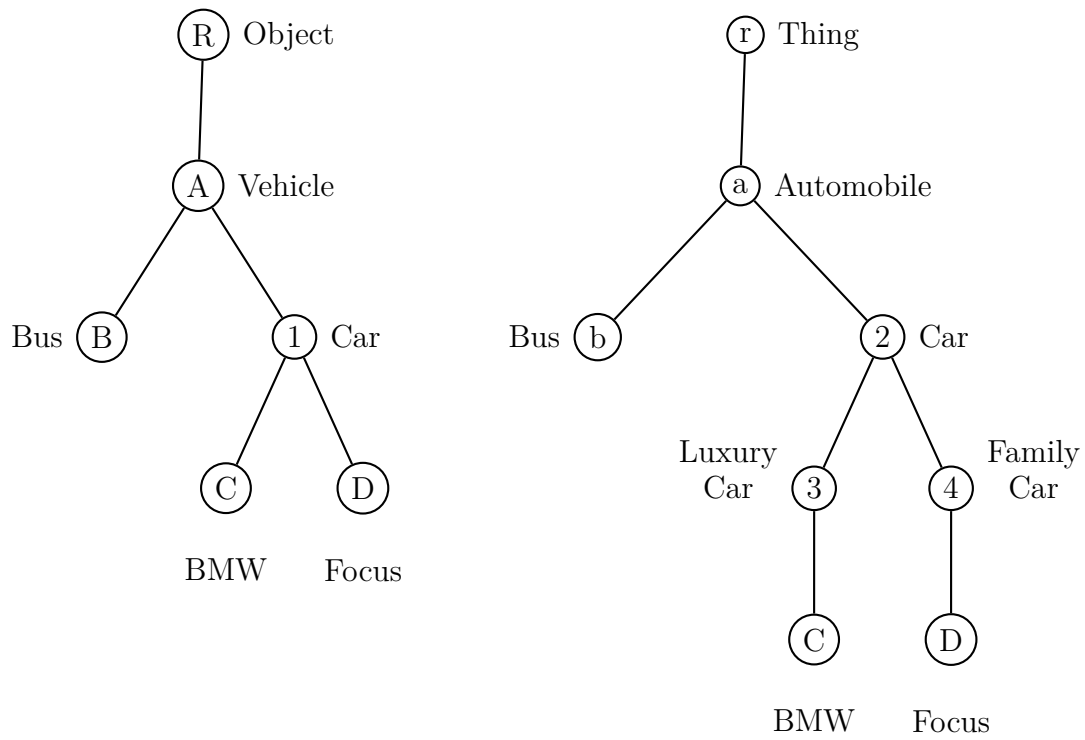 R Object
A Vehicle
Bus B
1 Car
C
D
BMW
Focus
r Thing
a Automobile
Bus b
2 Car
Luxury
Car
3
4
Family
Car
C
D
BMW
Focus